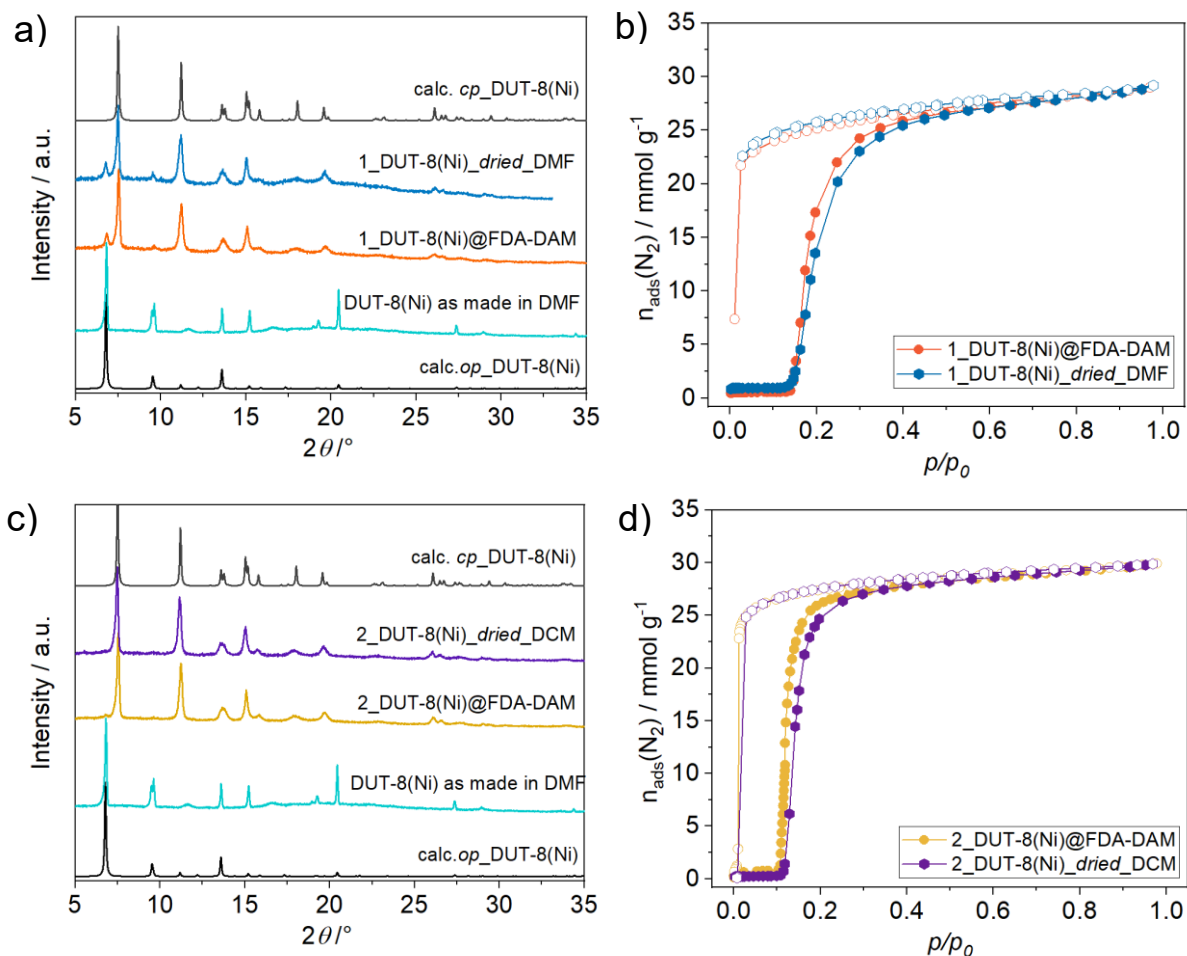 a)
Intensity / a.u.
calc. cp_DUT-8(Ni)
1_DUT-8(Ni)_dried_DMF
1_DUT-8(Ni)@FDA-DAM
DUT-8(Ni) as made in DMF
calc.op_DUT-8(Ni)
5 10 15 20 25 30 35
2θ/°
b)
n_ads(N₂) / mmol g⁻¹
35
30
25
20
15
10
5
0
1_DUT-8(Ni)@FDA-DAM
1_DUT-8(Ni)_dried_DMF
0.0 0.2 0.4 0.6 0.8 1.0
p/p₀
c)
Intensity / a.u.
calc. cp_DUT-8(Ni)
2_DUT-8(Ni)_dried_DCM
2_DUT-8(Ni)@FDA-DAM
DUT-8(Ni) as made in DMF
calc.op_DUT-8(Ni)
5 10 15 20 25 30 35
2θ/°
d)
n_ads(N₂) / mmol g⁻¹
35
30
25
20
15
10
5
0
2_DUT-8(Ni)@FDA-DAM
2_DUT-8(Ni)_dried_DCM
0.0 0.2 0.4 0.6 0.8 1.0
p/p₀